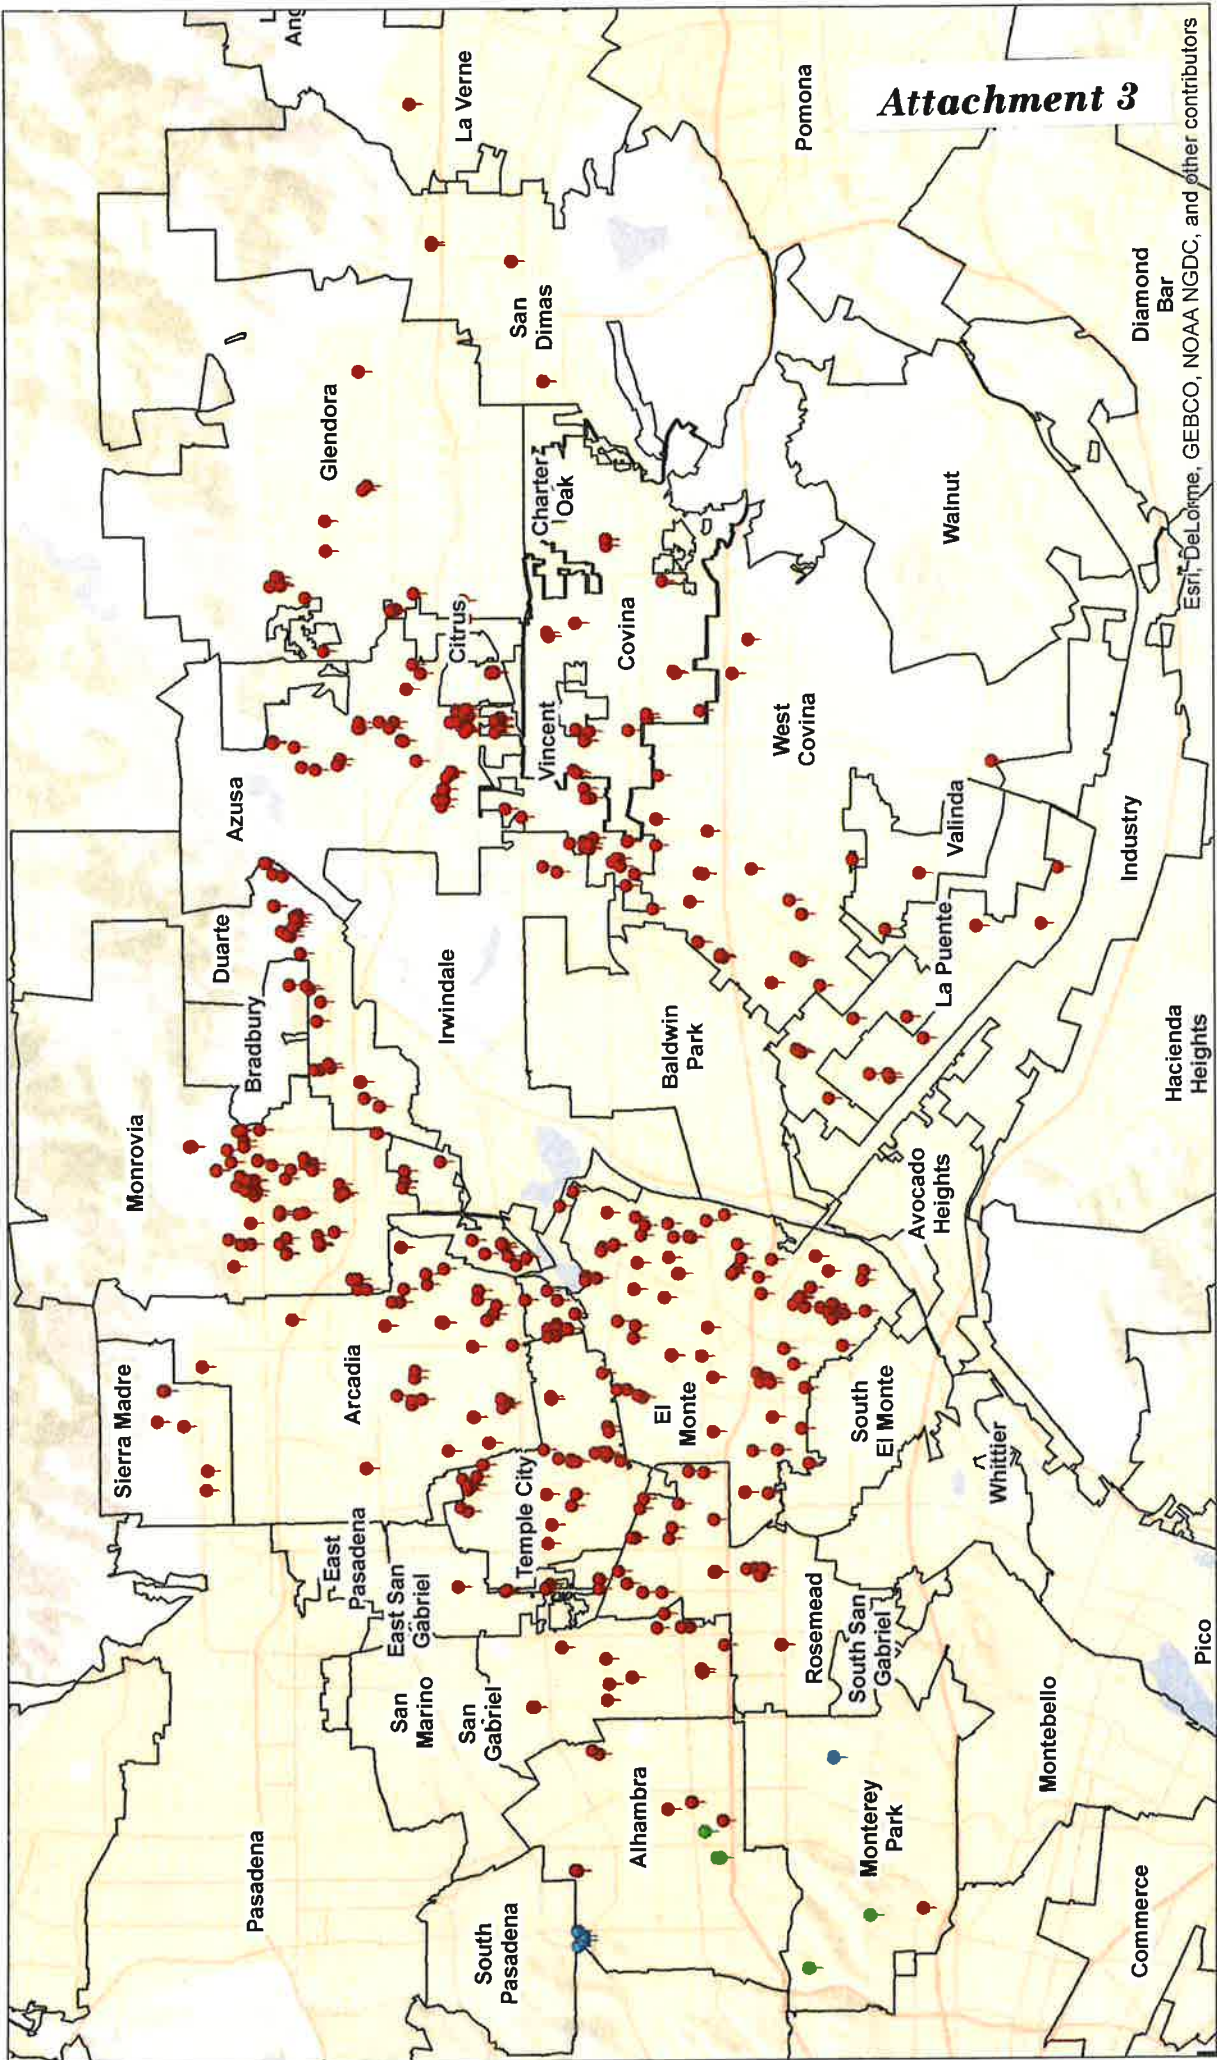 Attachment 3
La Verne
Pomona
San
Dimas
Diamond
Bar
Glendora
Charter
Oak
Walnut
Citrus
Covina
Vincent
West
Covina
Azusa
Valinda
Industry
Duarte
Bradbury
Irwindale
La Puente
Baldwin
Park
Hacienda
Heights
Monrovia
Avocado
Heights
Sierra Madre
Arcadia
El
Monte
South
El Monte
Whittier
Temple City
East
Pasadena
East San
Gabriel
Rosemead
South San
Gabriel
Pico
San
Marino
San
Gabriel
Montebello
Alhambra
Monterey
Park
Pasadena
South
Pasadena
Commerce
Esri, DeLorme, GEBCO, NOAA NGDC, and other contributors